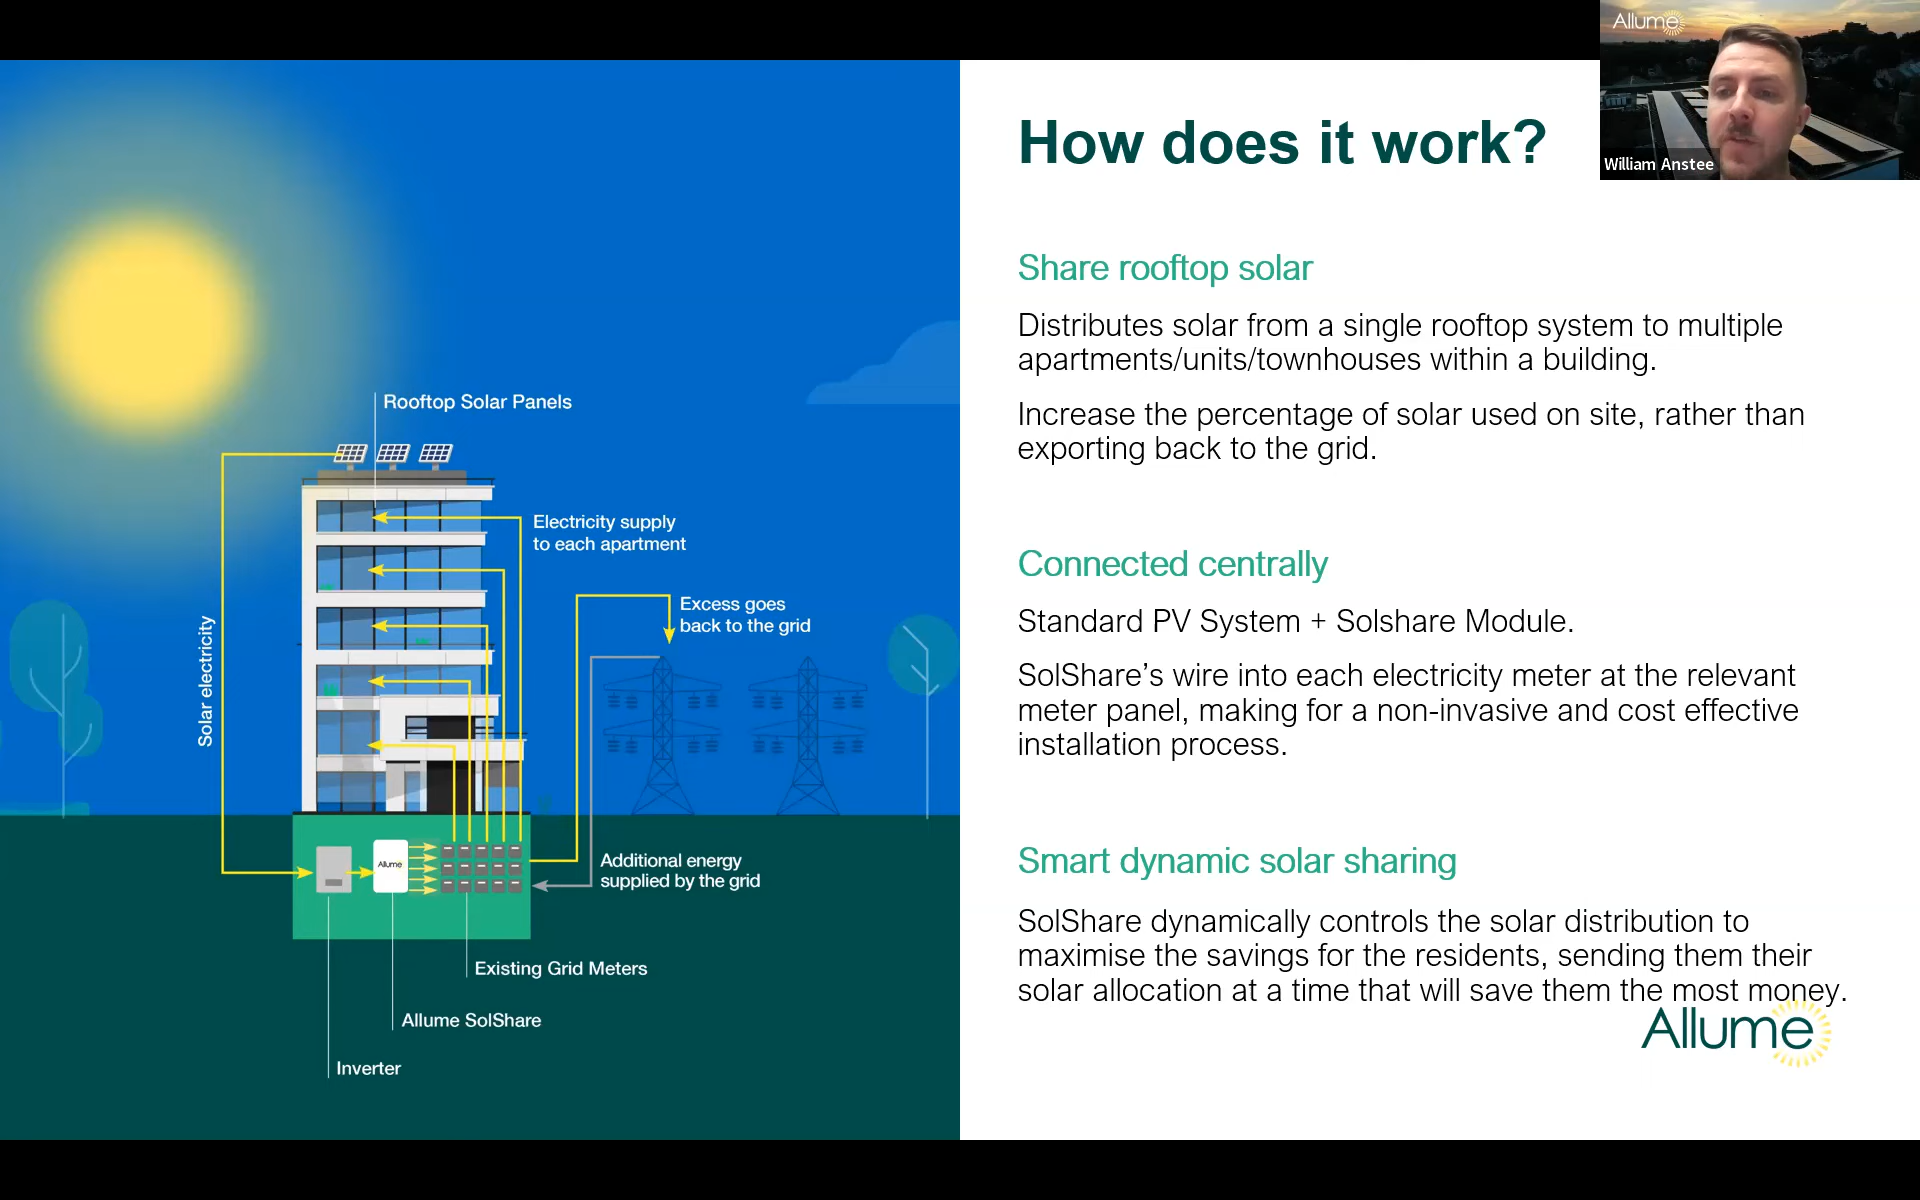 Allume
William Anstee
How does it work?
Share rooftop solar
Distributes solar from a single rooftop system to multiple
apartments/units/townhouses within a building.
Increase the percentage of solar used on site, rather than
exporting back to the grid.
Connected centrally
Standard PV System + Solshare Module.
SolShare’s wire into each electricity meter at the relevant
meter panel, making for a non-invasive and cost effective
installation process.
Smart dynamic solar sharing
SolShare dynamically controls the solar distribution to
maximise the savings for the residents, sending them their
solar allocation at a time that will save them the most money.
Allume
Rooftop Solar Panels
Electricity supply
to each apartment
Excess goes
back to the grid
Solar electricity
Allume
Additional energy
supplied by the grid
Existing Grid Meters
Allume SolShare
Inverter